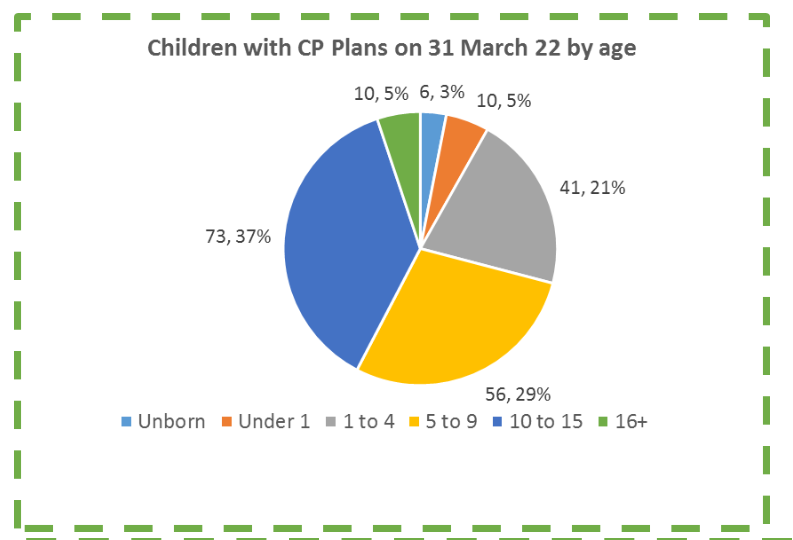 Children with CP Plans on 31 March 22 by age
10, 5% 6, 3% 10, 5%
41, 21%
73, 37%
56, 29%
Unborn Under 1 1 to 4 5 to 9 10 to 15 16+